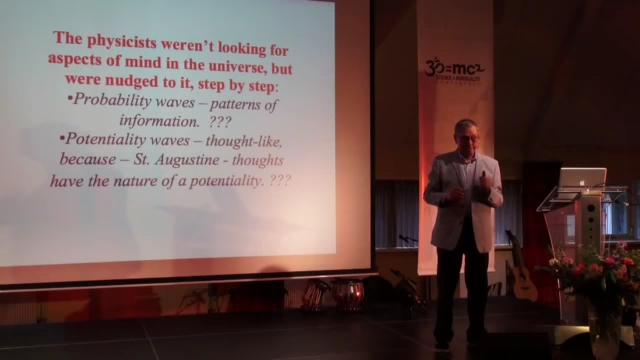 The physicists weren't looking for
aspects of mind in the universe, but
were nudged to it, step by step:
•Probability waves – patterns of
information. ???
•Potentiality waves – thought-like,
because – St. Augustine - thoughts
have the nature of a potentiality. ???
ॐ=mc²
SCIENCE & SPIRITUALITY